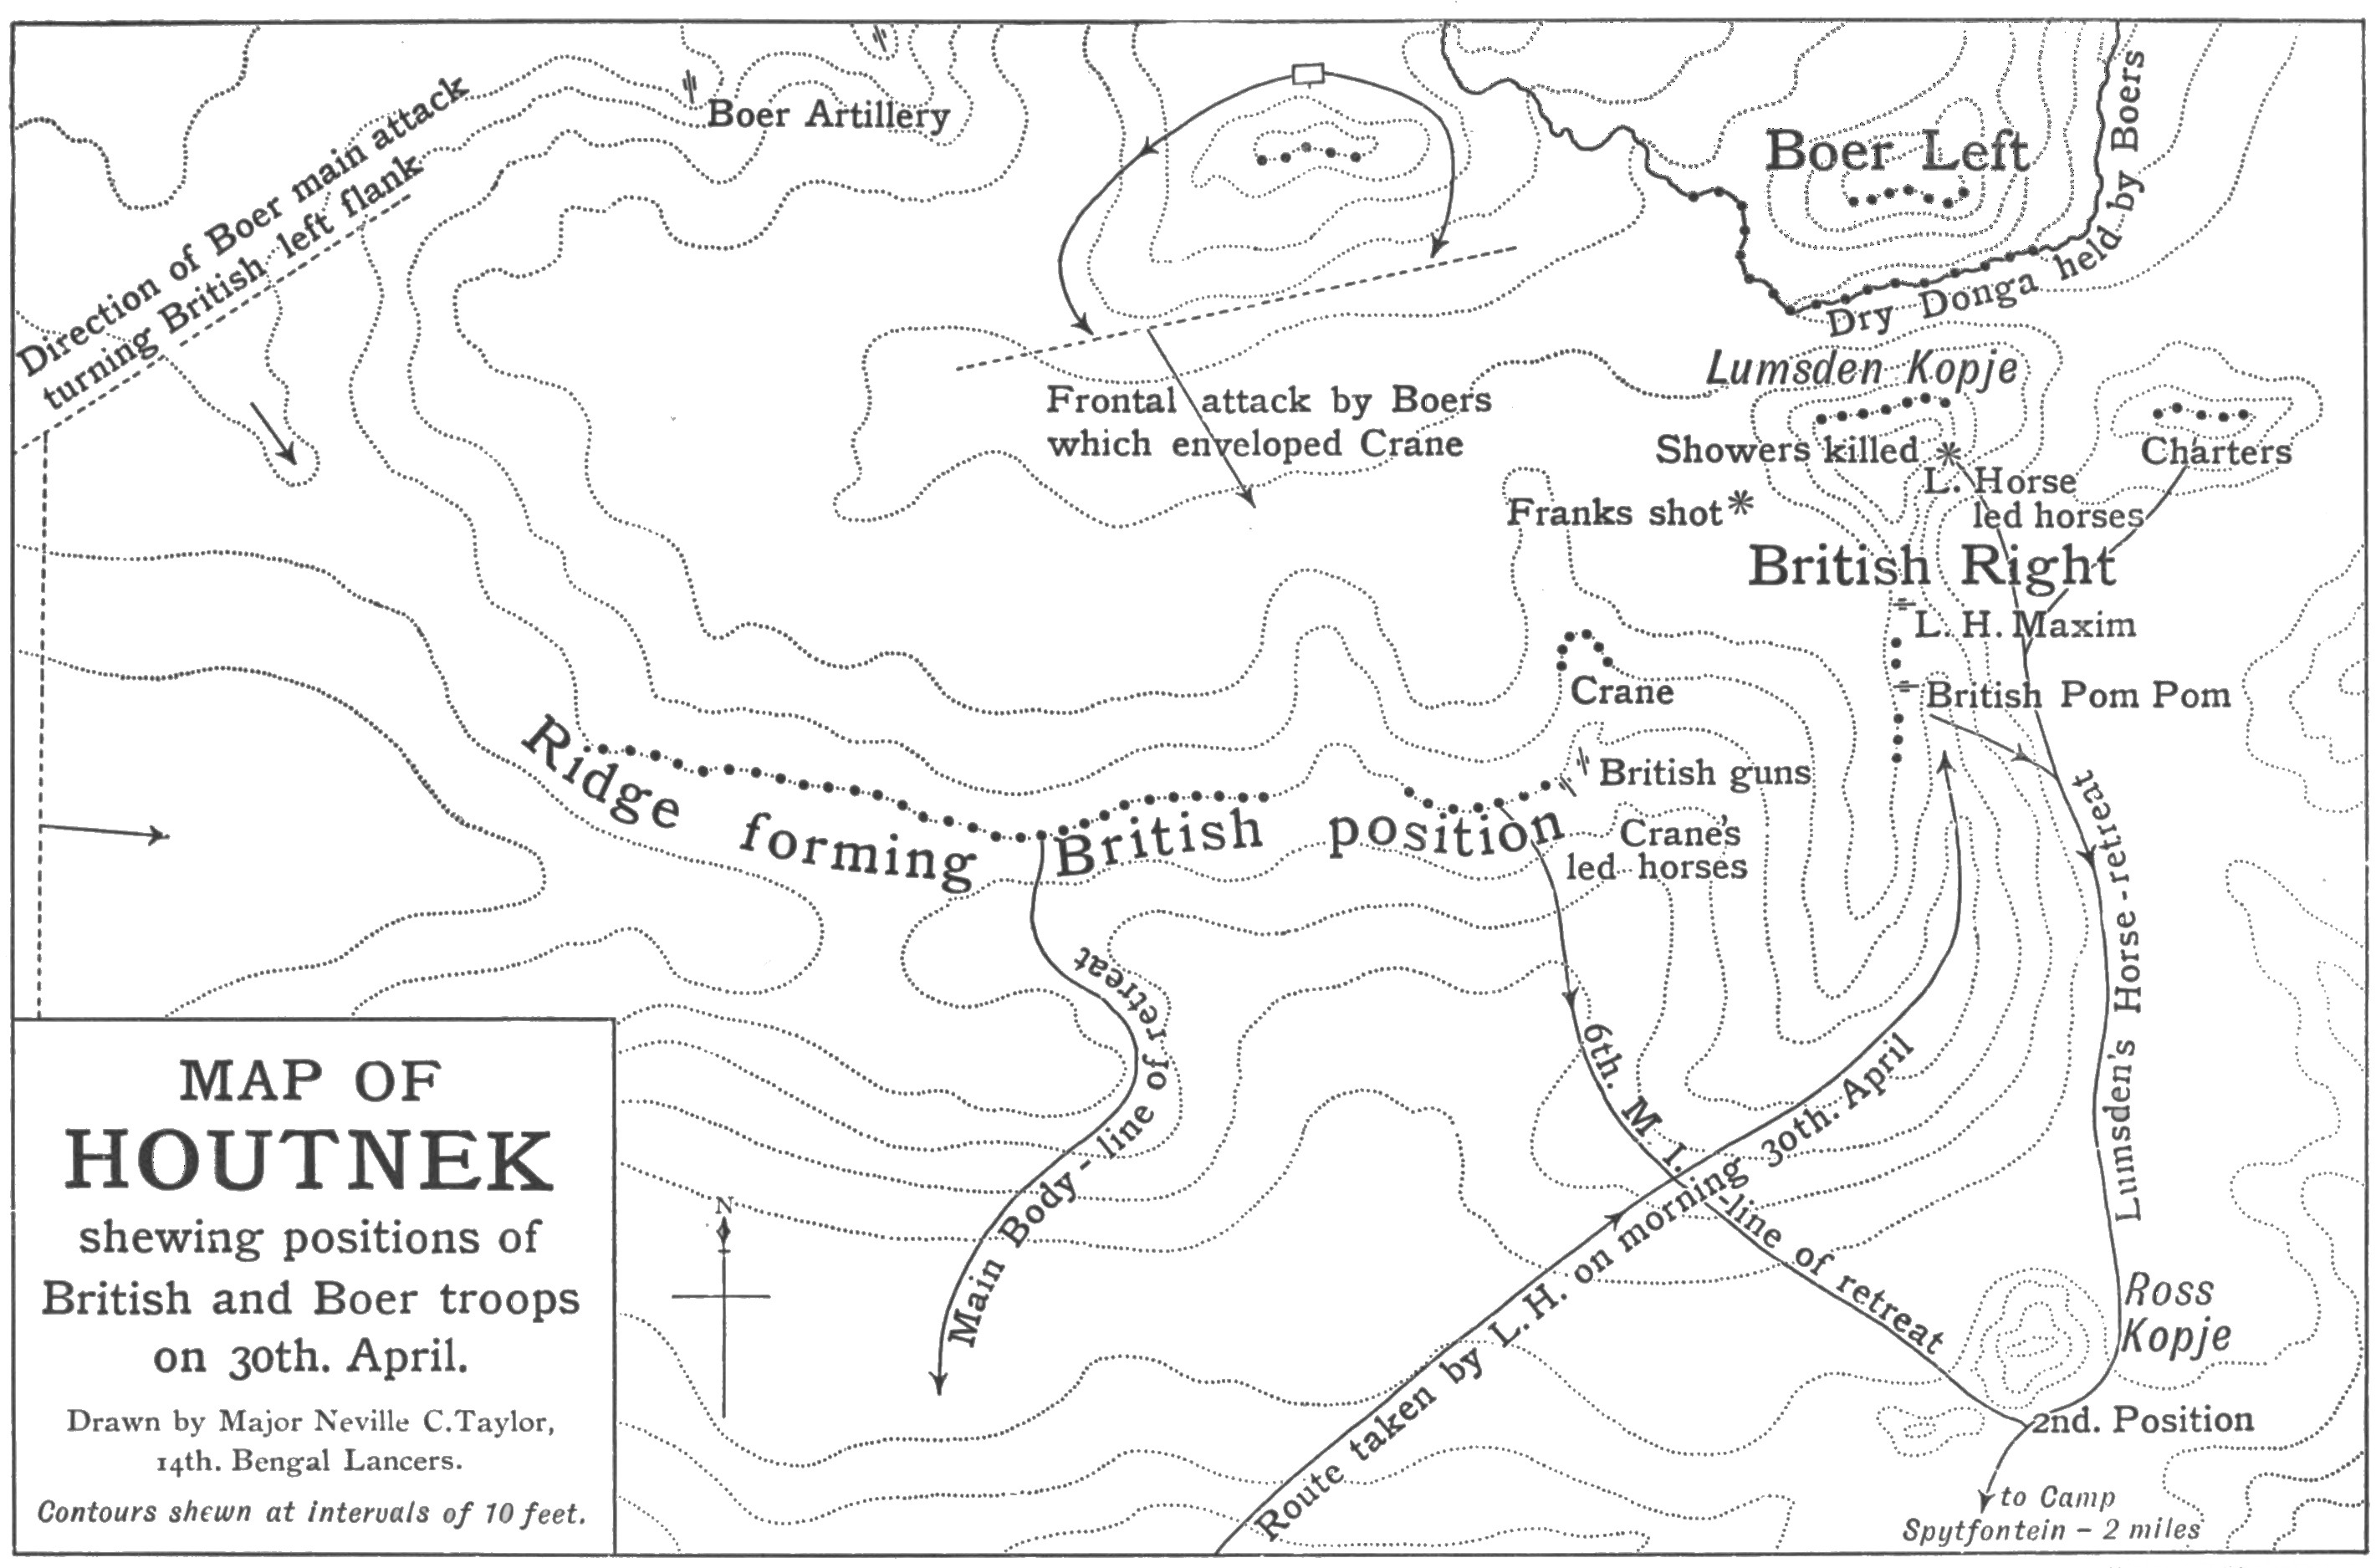 Direction of Boer main attack
turning British left flank
Boer Artillery
Boer Left
Dry Donga held by Boers
Frontal attack by Boers
which enveloped Crane
Lumsden Kopje
Showers killed
Charters
L. Horse
led horses
Franks shot
British Right
L. H. Maxim
Crane
British Pom Pom
British guns
Ridge forming British position
Crane's
led horses
Lumsden's Horse - retreat
Main Body - line of retreat
6th. M. I. - line of retreat
Route taken by L. H. on morning 30th. April
Ross
Kopje
2nd. Position
to Camp
Spytfontein - 2 miles
N
MAP OF
HOUTNEK
shewing positions of
British and Boer troops
on 30th. April.
Drawn by Major Neville C. Taylor,
14th. Bengal Lancers.
Contours shewn at intervals of 10 feet.